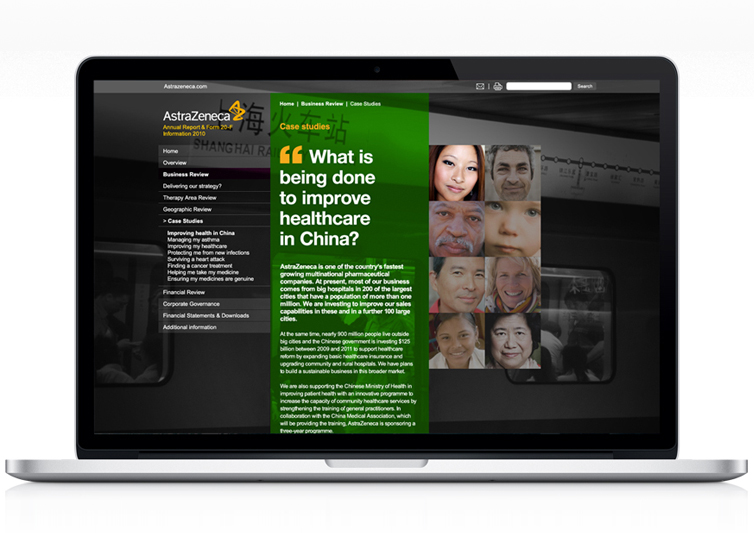 Astrazeneca.com
Search
AstraZeneca
Annual Report & Form 20-F
Information 2010
Home
Overview
Business Review
Delivering our strategy?
Therapy Area Review
Geographic Review
> Case Studies
Improving health in China
Managing my asthma
Improving my healthcare
Protecting me from new infections
Surviving a heart attack
Finding a cancer treatment
Helping me take my medicine
Ensuring my medicines are genuine
Financial Review
Corporate Governance
Financial Statements & Downloads
Additional information
上海火车站
SHANGHAI RAI
Home | Business Review | Case Studies
Case studies
“ What is
being done
to improve
healthcare
in China?
AstraZeneca is one of the country's fastest
growing multinational pharmaceutical
companies. At present, most of our business
comes from big hospitals in 200 of the largest
cities that have a population of more than one
million. We are investing to improve our sales
capabilities in these and in a further 100 large
cities.
At the same time, nearly 900 million people live outside
big cities and the Chinese government is investing $125
billion between 2009 and 2011 to support healthcare
reform by expanding basic healthcare insurance and
upgrading community and rural hospitals. We have plans
to build a sustainable business in this broader market.
We are also supporting the Chinese Ministry of Health in
improving patient health with an innovative programme to
increase the capacity of community healthcare services by
strengthening the training of general practitioners. In
collaboration with the China Medical Association, which
will be providing the training, AstraZeneca is sponsoring a
three-year programme.